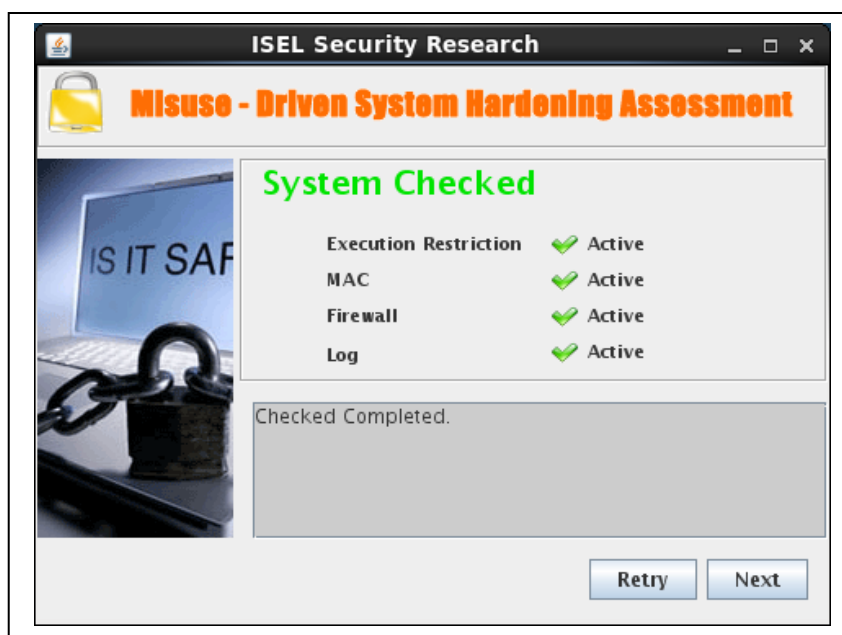 ISEL Security Research
Misuse - Driven System Hardening Assessment
IS IT SAF
System Checked
Execution Restriction Active
MAC Active
Firewall Active
Log Active
Checked Completed.
Retry Next